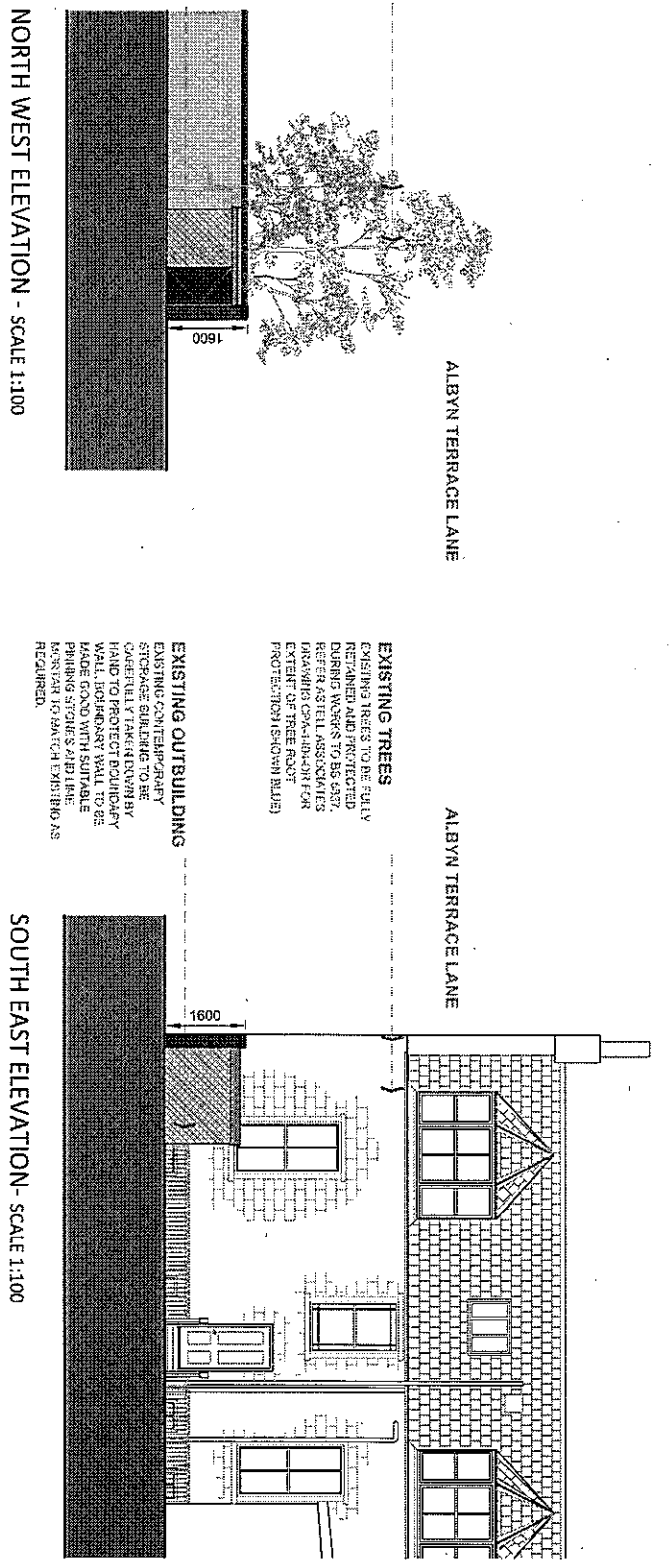 ALBYN TERRACE LANE
1600
NORTH WEST ELEVATION - SCALE 1:100
EXISTING TREES
EXISTING TREES TO BE FULLY
RETAINED AND PROTECTED
DURING WORKS TO BS 5837.
REFER ASTELL ASSOCIATES
FOR
EXTENT OF TREE ROOT
PROTECTION (SHOWN BLUE)
EXISTING OUTBUILDING
EXISTING CONTEMPORARY
STORAGE BUILDING TO BE
CAREFULLY TAKEN DOWN BY
HAND TO PROTECT BOUNDARY
WALL. BOUNDARY WALL TO BE
MADE GOOD WITH SUITABLE
PINNING STONES AND LIME
MORTAR TO MATCH EXISTING AS
REQUIRED.
ALBYN TERRACE LANE
1600
SOUTH EAST ELEVATION - SCALE 1:100